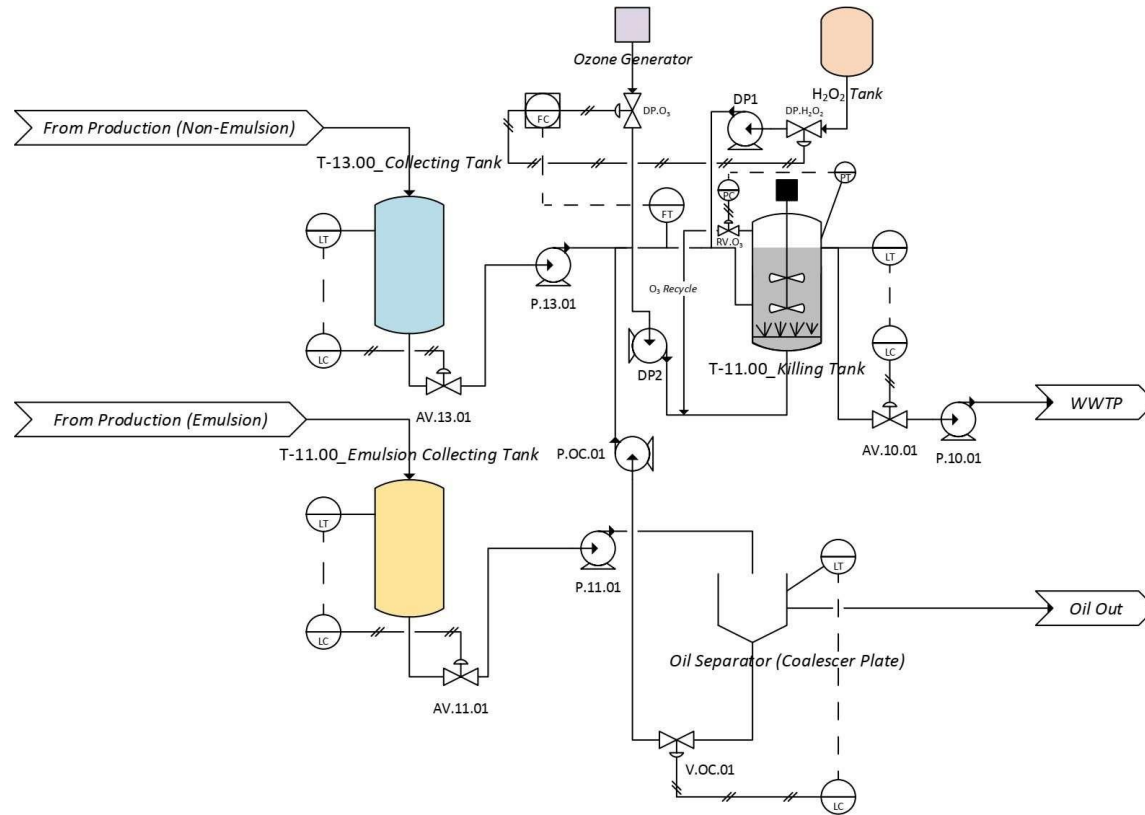 Ozone Generator
H₂O₂ Tank
DP1
DP.H₂O₂
DP.O₃
FC
From Production (Non-Emulsion)
T-13.00_Collecting Tank
PC
PT
FT
RV.O₃
LT
LT
P.13.01
O₃ Recycle
LC
LC
DP2
T-11.00_Killing Tank
AV.13.01
From Production (Emulsion)
WWTP
AV.10.01
P.10.01
T-11.00_Emulsion Collecting Tank
P.OC.01
LT
P.11.01
LT
Oil Out
LC
Oil Separator (Coalescer Plate)
AV.11.01
V.OC.01
LC